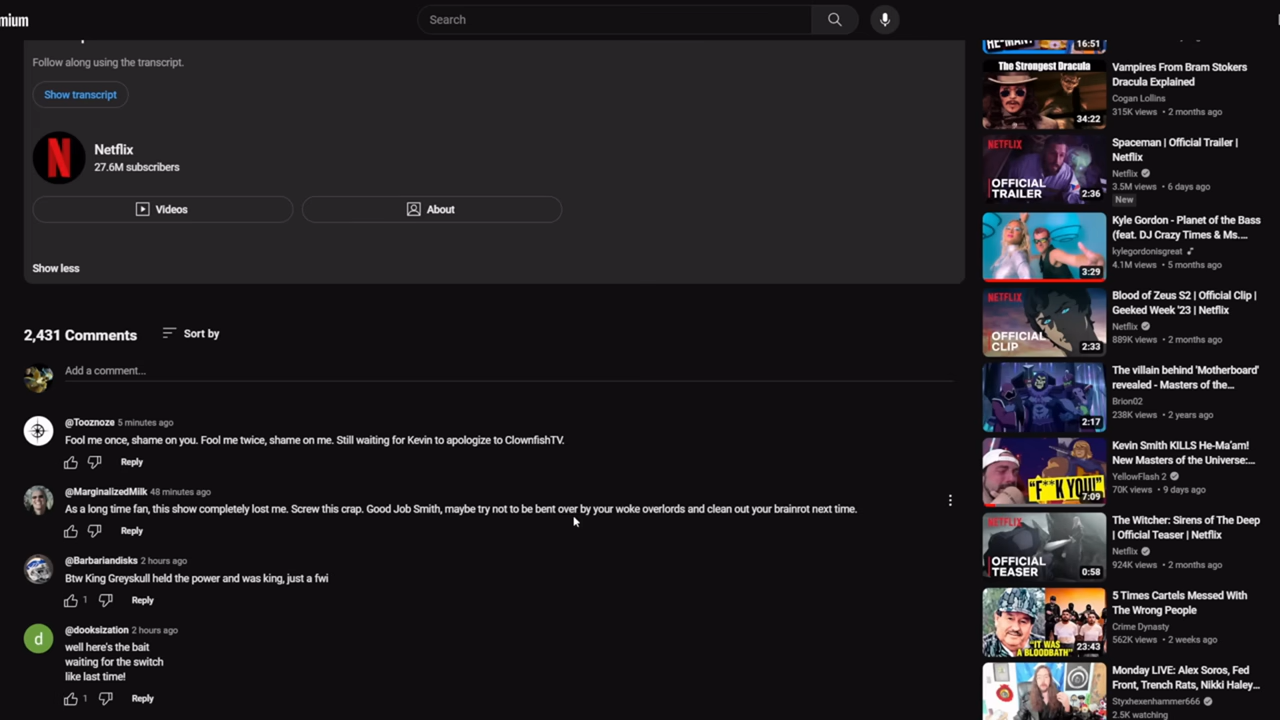 mium
Search
Follow along using the transcript.
Show transcript
Netflix
27.6M subscribers
Videos
About
Show less
2,431 Comments
Sort by
Add a comment...
@Tooznoze 5 minutes ago
Fool me once, shame on you. Fool me twice, shame on me. Still waiting for Kevin to apologize to ClownfishTV.
Reply
@MarginalizedMilk 48 minutes ago
As a long time fan, this show completely lost me. Screw this crap. Good Job Smith, maybe try not to be bent over by your woke overlords and clean out your brainrot next time.
Reply
@Barbariandisks 2 hours ago
Btw King Greyskull held the power and was king, just a fwi
1
Reply
d
@dooksization 2 hours ago
well here's the bait
waiting for the switch
like last time!
1
Reply
HE-MAN!
16:51
The Strongest Dracula
34:22
Vampires From Bram Stokers
Dracula Explained
Cogan Lollins
315K views • 2 months ago
NETFLIX
OFFICIAL
TRAILER
2:36
Spaceman | Official Trailer |
Netflix
Netflix
3.5M views • 6 days ago
New
3:29
Kyle Gordon - Planet of the Bass
(feat. DJ Crazy Times & Ms....
kylegordonisgreat
4.1M views • 5 months ago
NETFLIX
OFFICIAL
CLIP
2:33
Blood of Zeus S2 | Official Clip |
Geeked Week '23 | Netflix
Netflix
889K views • 2 months ago
2:17
The villain behind 'Motherboard'
revealed - Masters of the...
Brion02
238K views • 2 years ago
"F**K YOU!"
7:09
Kevin Smith KILLS He-Ma'am!
New Masters of the Universe:...
YellowFlash 2
70K views • 9 days ago
NETFLIX
OFFICIAL
TEASER
0:58
The Witcher: Sirens of The Deep
| Official Teaser | Netflix
Netflix
924K views • 2 months ago
"IT WAS
A BLOODBATH"
23:43
5 Times Cartels Messed With
The Wrong People
Crime Dynasty
562K views • 2 weeks ago
Monday LIVE: Alex Soros, Fed
Front, Trench Rats, Nikki Haley...
Styxhexenhammer666
2.5K watching